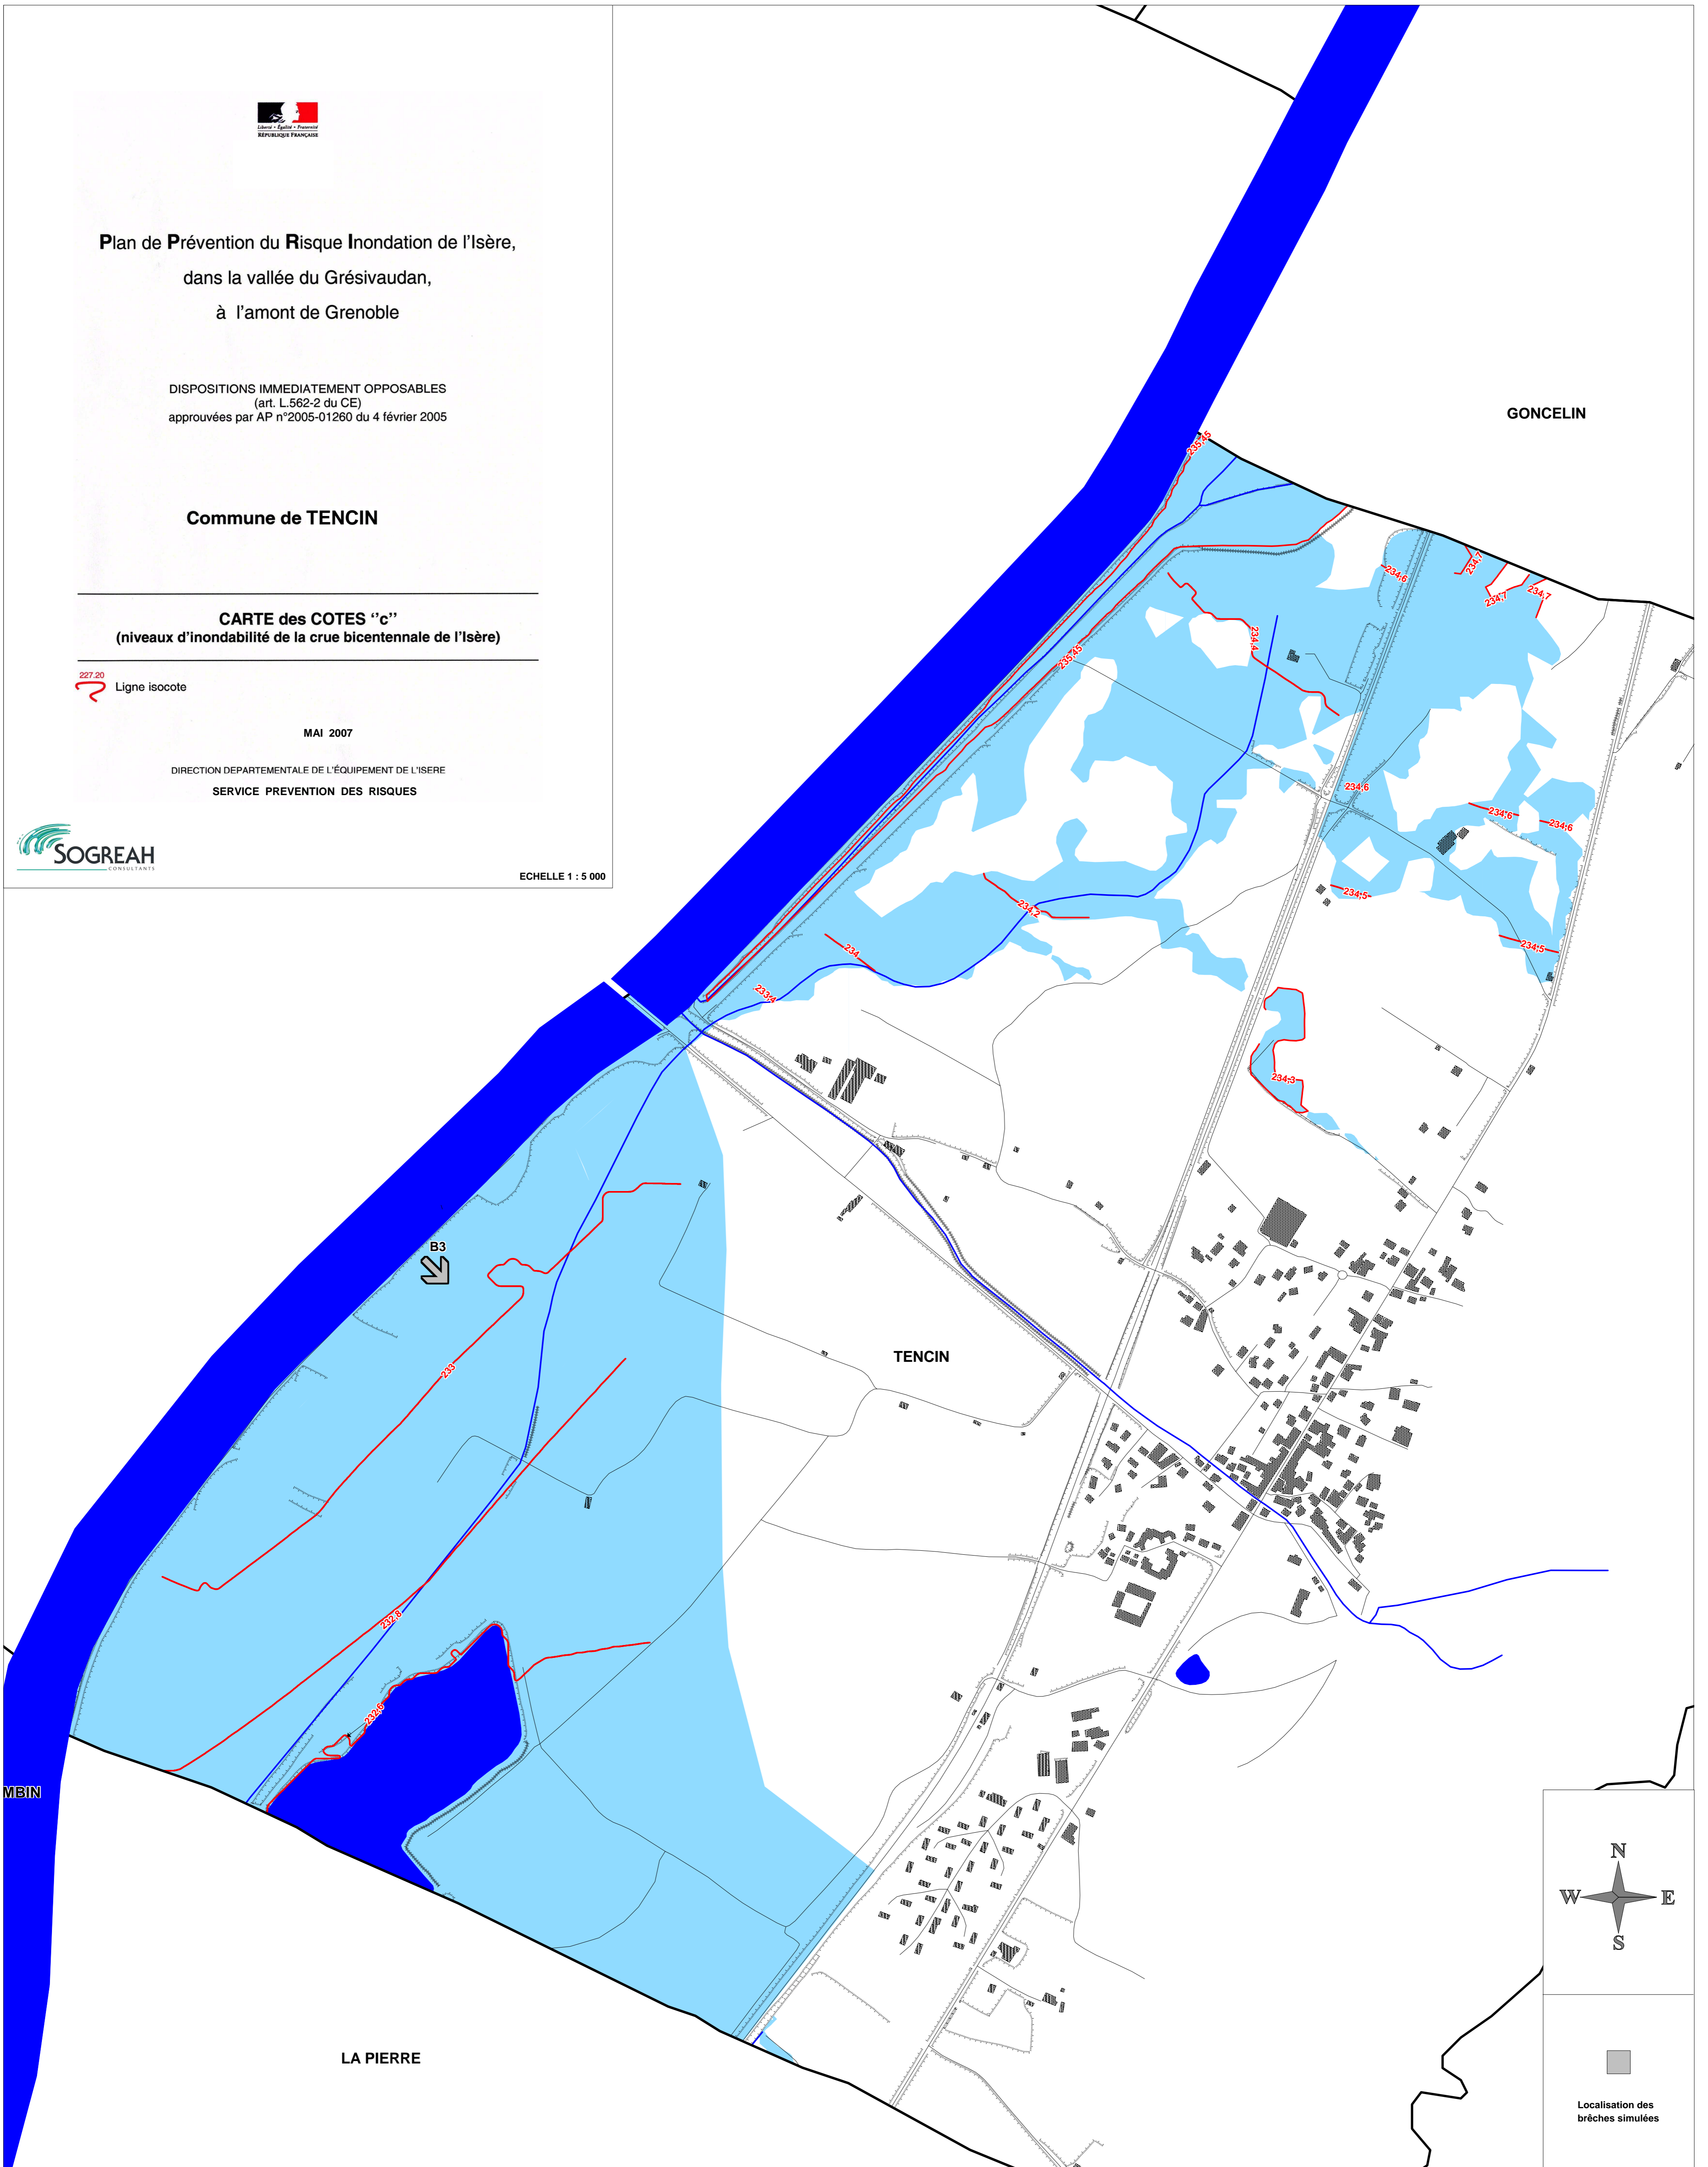 Liberté • Égalité • Fraternité
RÉPUBLIQUE FRANÇAISE
Plan de Prévention du Risque Inondation de l'Isère,
dans la vallée du Grésivaudan,
à l'amont de Grenoble
DISPOSITIONS IMMEDIATEMENT OPPOSABLES
(art. L.562-2 du CE)
approuvées par AP n°2005-01260 du 4 février 2005
Commune de TENCIN
CARTE des COTES ‘’c’’
(niveaux d'inondabilité de la crue bicentennale de l'Isère)
227.20
Ligne isocote
MAI 2007
DIRECTION DEPARTEMENTALE DE L'ÉQUIPEMENT DE L'ISERE
SERVICE PREVENTION DES RISQUES
SOGREAH
CONSULTANTS
ECHELLE 1 : 5 000
GONCELIN
235.45
234.7
234.6
234.7
234.7
234.4
235.45
234.6
234.6
234.6
234.5
234.2
234.5
234
233.4
234.3
B3
TENCIN
233
232.8
232.6
MBIN
LA PIERRE
N
W
E
S
Localisation des
brêches simulées